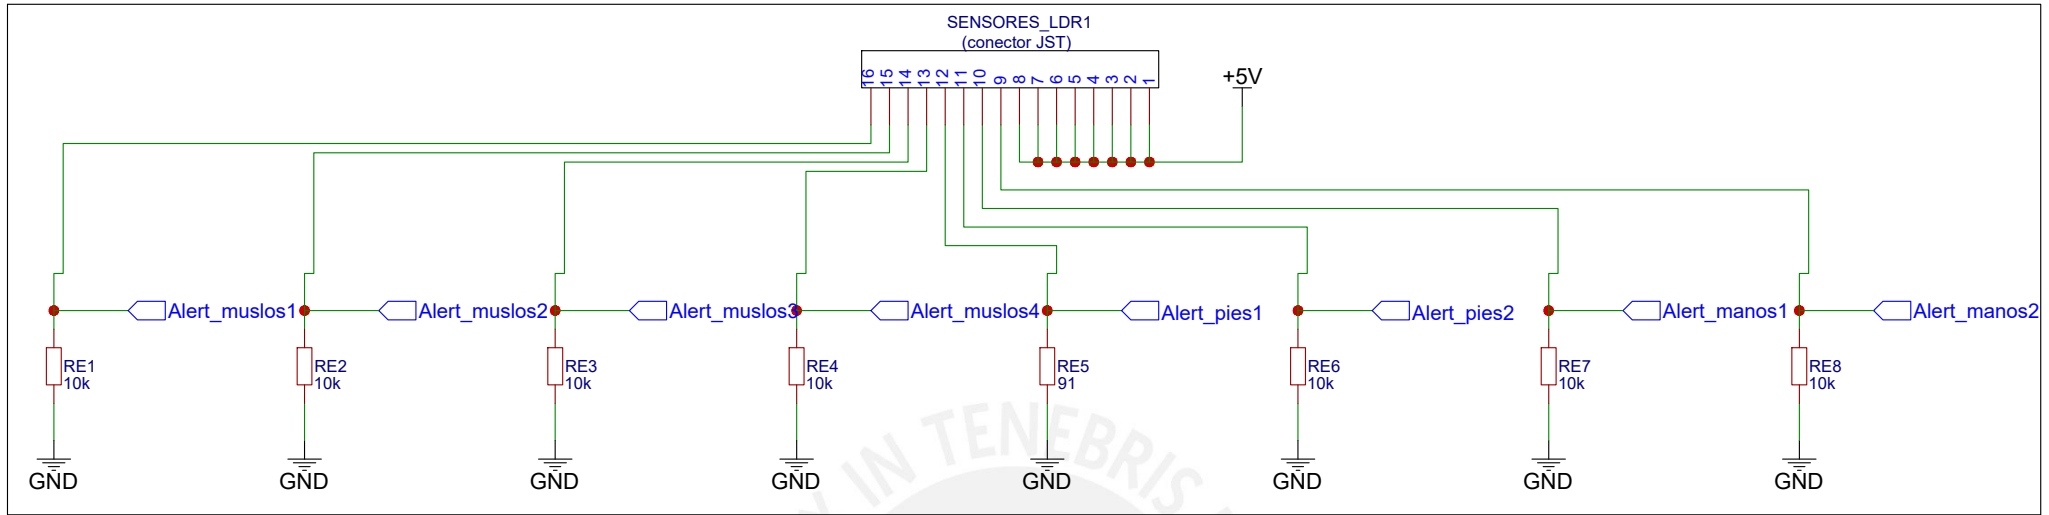 SENSORES_LDR1
(conector JST)
16 15 14 13 12 11 10 9 8 7 6 5 4 3 2 1
+5V
Alert_muslos1 Alert_muslos2 Alert_muslos3 Alert_muslos4 Alert_pies1 Alert_pies2 Alert_manos1 Alert_manos2
RE1 RE2 RE3 RE4 RE5 RE6 RE7 RE8
10k 10k 10k 10k 91 10k 10k 10k
GND GND GND GND GND GND GND GND
IN TENEBRIS